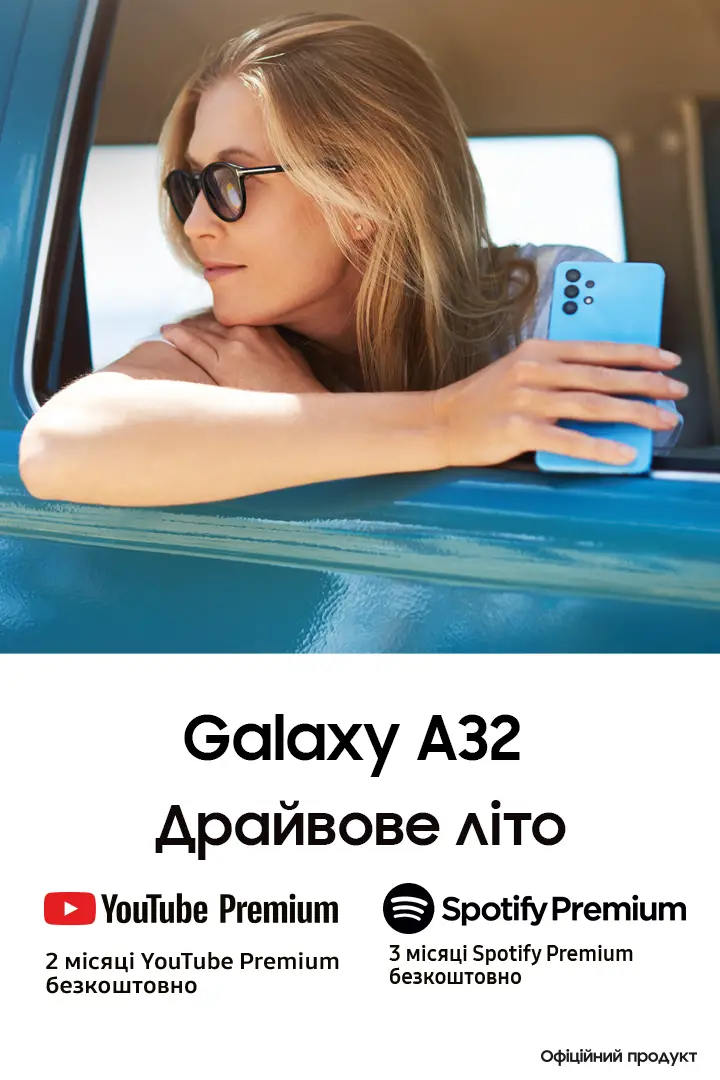 Galaxy A32
Драйвове літо
YouTube Premium
2 місяці YouTube Premium
безкоштовно
Spotify Premium
3 місяці Spotify Premium
безкоштовно
Офіційний продукт